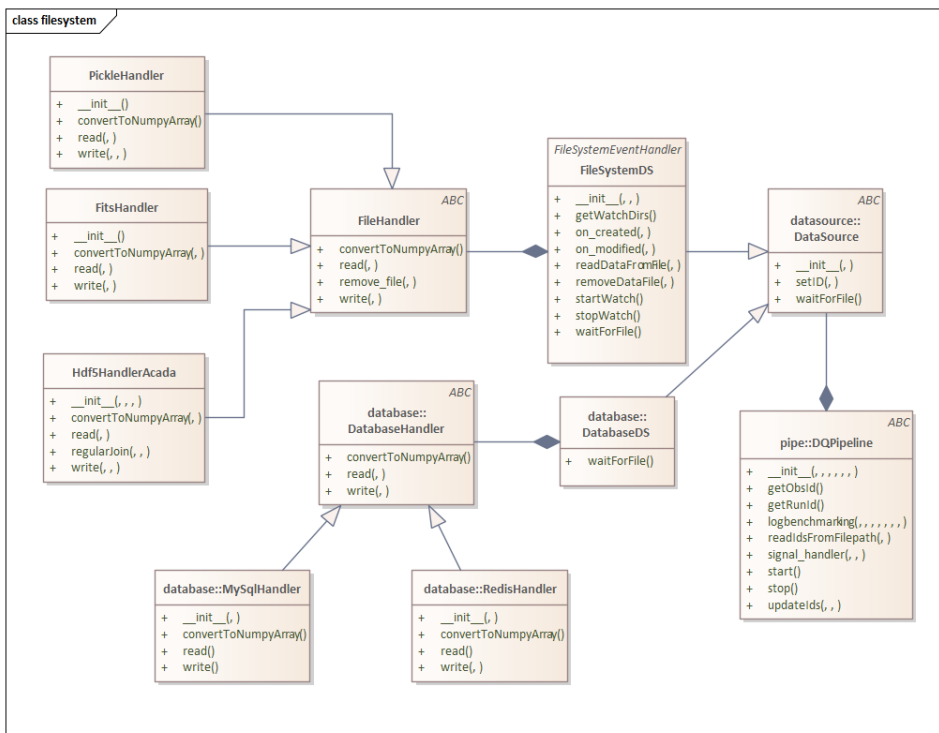 class filesystem
PickleHandler
+ __init__()
+ convertToNumpyArray()
+ read(, )
+ write(, , )
FitsHandler
+ __init__()
+ convertToNumpyArray(, )
+ read(, )
+ write(, )
Hdf5HandlerAcada
+ __init__(, , , )
+ convertToNumpyArray(, )
+ read(, )
+ regularJoin(, , )
+ write(, , )
ABC
FileHandler
+ convertToNumpyArray()
+ read(, )
+ remove_file(, )
+ write(, )
FileSystemEventHandler
FileSystemDS
+ __init__(, , )
+ getWatchDirs()
+ on_created(, )
+ on_modified(, )
+ readDataFromFile(, )
+ removeDataFile(, )
+ startWatch()
+ stopWatch()
+ waitForFile()
ABC
datasource::
DataSource
+ __init__(, )
+ setID(, )
+ waitForFile()
ABC
database::
DatabaseHandler
+ convertToNumpyArray()
+ read(, )
+ write(, )
database::
DatabaseDS
+ waitForFile()
ABC
pipe::DQPipeline
+ __init__(, , , , , , )
+ getObsId()
+ getRunId()
+ logbenchmarking(, , , , , , , )
+ readIdsFromFilepath(, )
+ signal_handler(, , )
+ start()
+ stop()
+ updateIds(, , )
database::MySqlHandler
+ __init__(, )
+ convertToNumpyArray()
+ read()
+ write()
database::RedisHandler
+ __init__(, )
+ convertToNumpyArray()
+ read()
+ write(, )